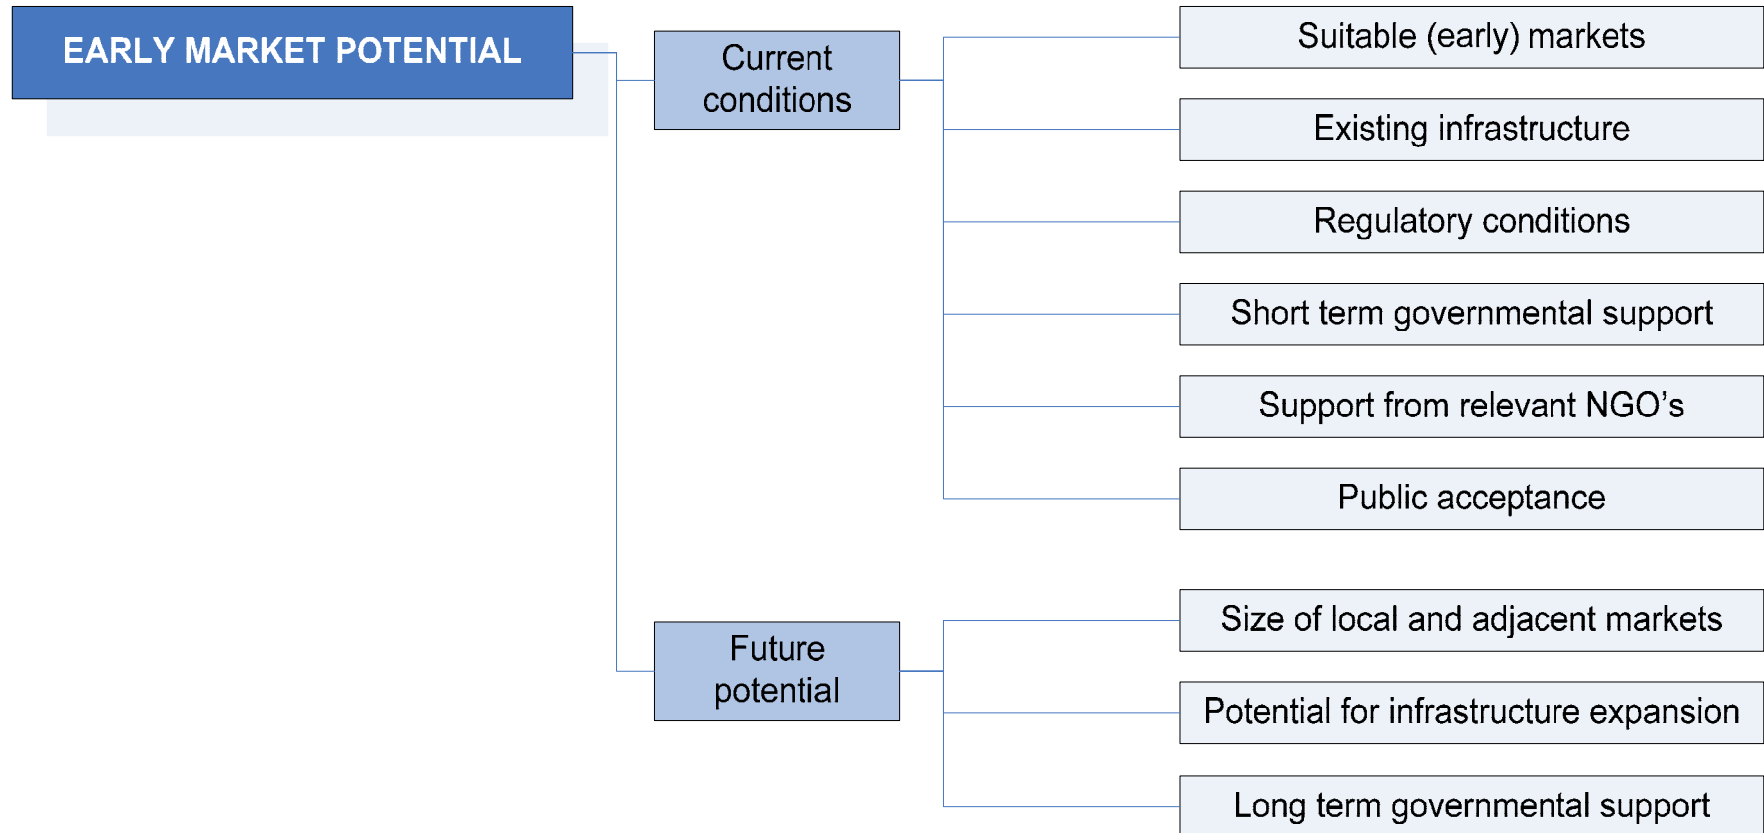 EARLY MARKET POTENTIAL
Current
conditions
Suitable (early) markets
Existing infrastructure
Regulatory conditions
Short term governmental support
Support from relevant NGO’s
Public acceptance
Future
potential
Size of local and adjacent markets
Potential for infrastructure expansion
Long term governmental support